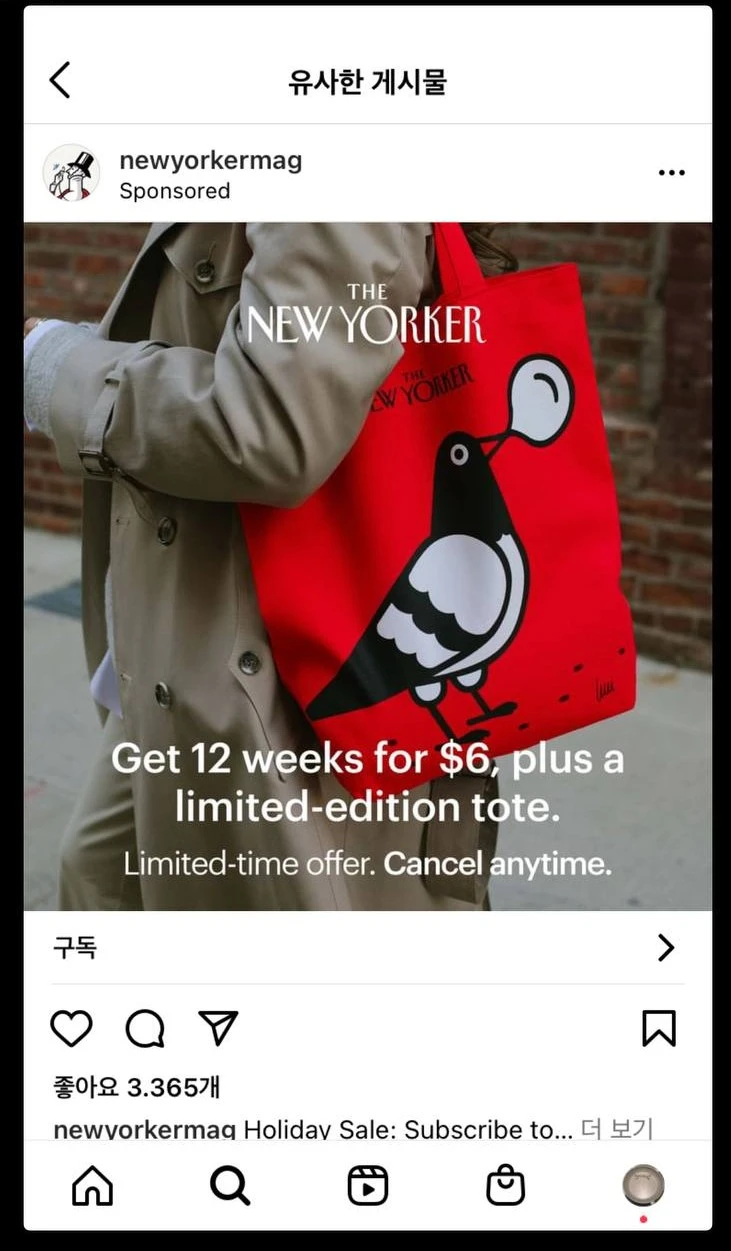 유사한 게시물
newyorkermag
Sponsored
THE
NEW YORKER
THE
EW YORKER
Get 12 weeks for $6, plus a
limited-edition tote.
Limited-time offer. Cancel anytime.
구독
좋아요 3.365개
newyorkermag Holiday Sale: Subscribe to... 더 보기